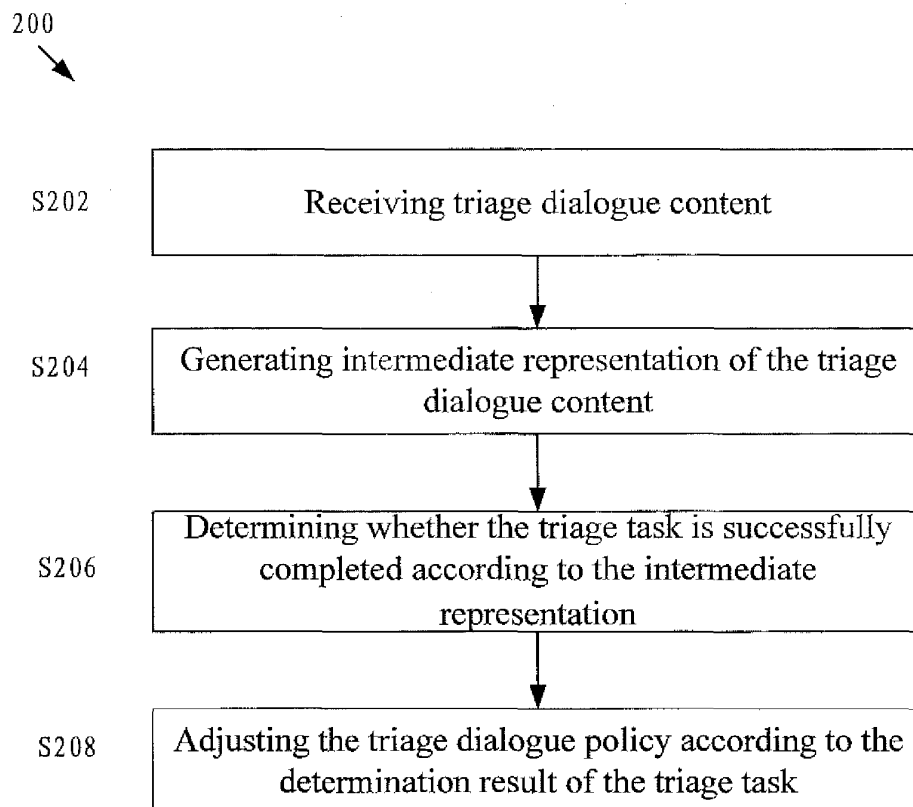 200
S202
Receiving triage dialogue content
S204
Generating intermediate representation of the triage
dialogue content
S206
Determining whether the triage task is successfully
completed according to the intermediate
representation
S208
Adjusting the triage dialogue policy according to the
determination result of the triage task